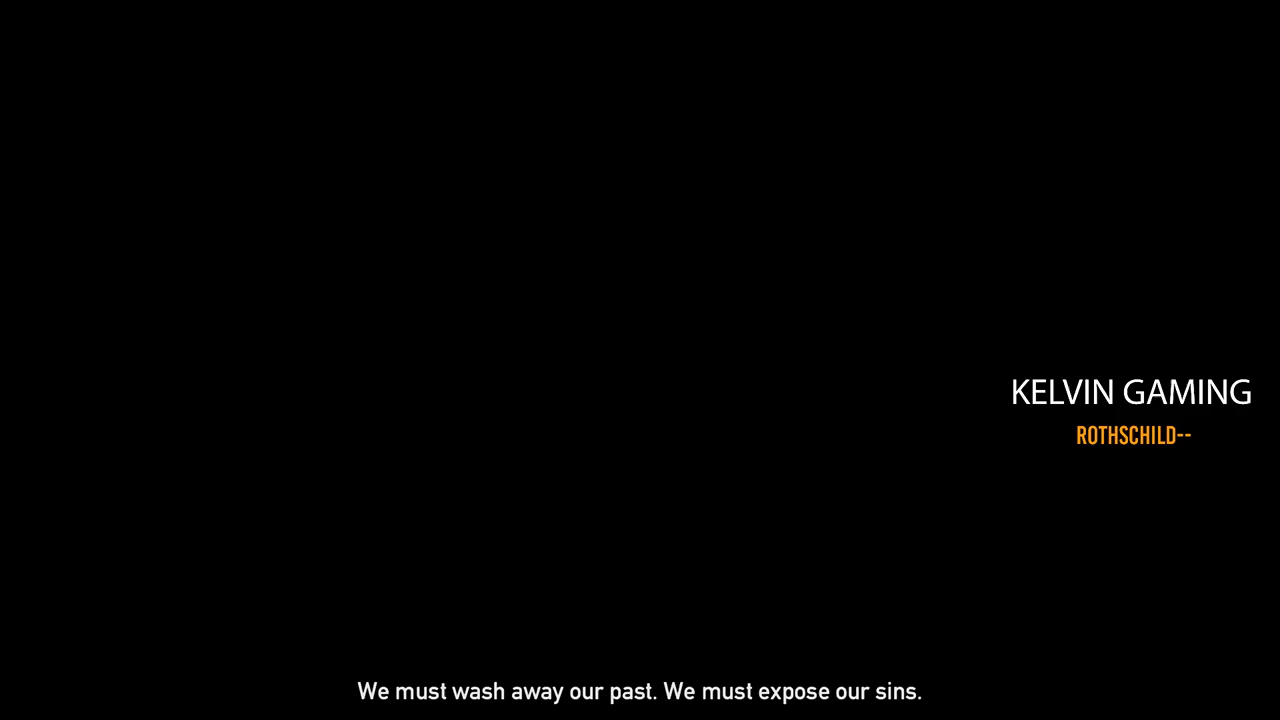 KELVIN GAMING
ROTHSCHILD--
We must wash away our past. We must expose our sins.